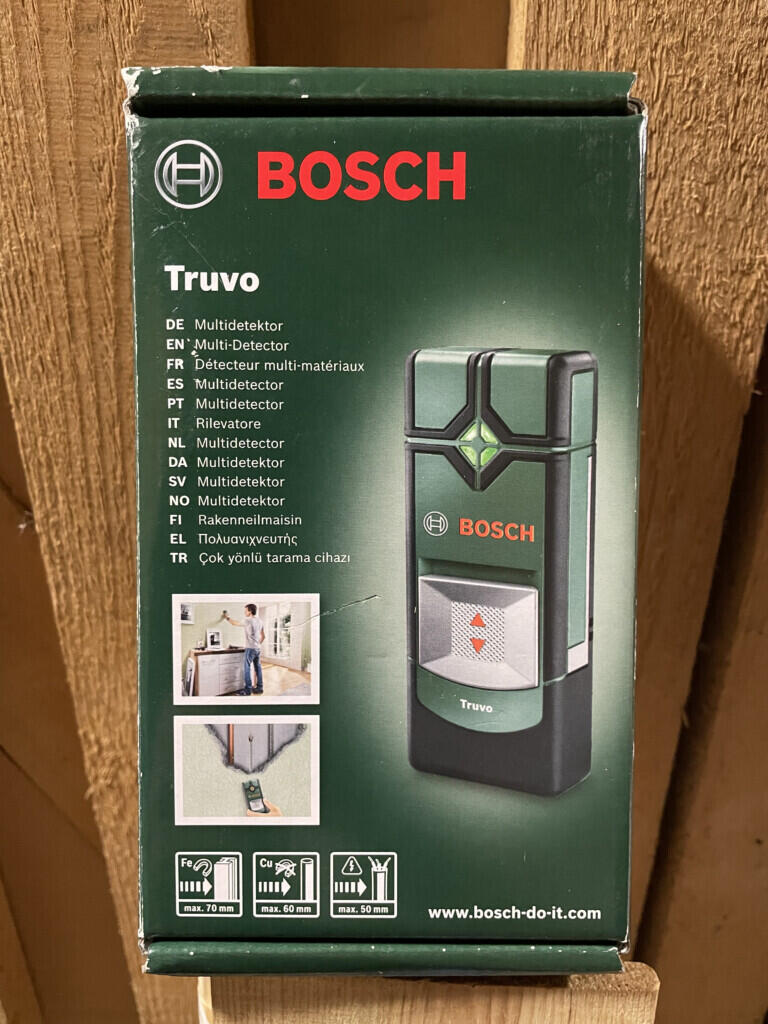 BOSCH
Truvo
DE Multidetektor
EN Multi-Detector
FR Détecteur multi-matériaux
ES Multidetector
PT Multidetector
IT Rilevatore
NL Multidetector
DA Multidetektor
SV Multidetektor
NO Multidetektor
FI Rakenneilmaisin
EL Πολυανιχνευτής
TR Çok yönlü tarama cihazı
BOSCH
Truvo
Fe
max. 70 mm
Cu
max. 60 mm
max. 50 mm
www.bosch-do-it.com